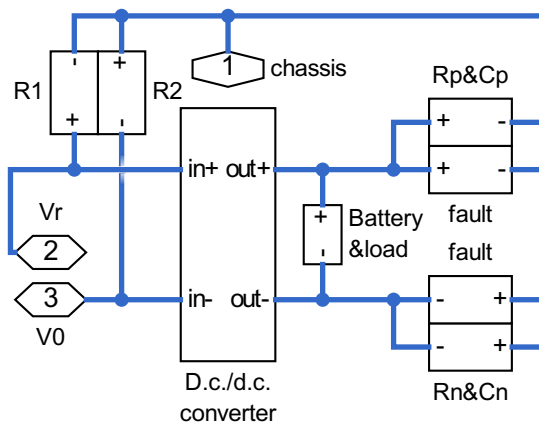 1
chassis
R1
-
+
+
-
R2
Rp&Cp
+ -
+ -
fault
in+ out+
Vr
2
+
-
Battery
&load
fault
3
V0
in- out-
- +
- +
Rn&Cn
D.c./d.c.
converter